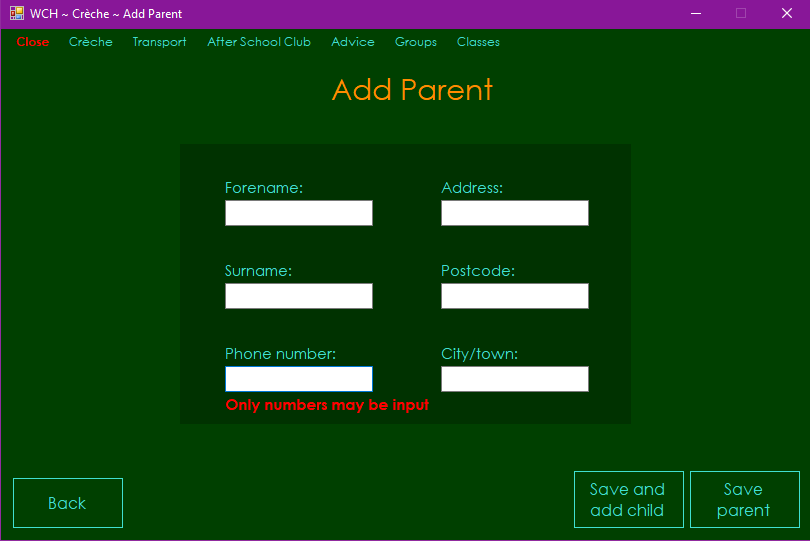 WCH ~ Crèche ~ Add Parent
Close Crèche Transport After School Club Advice Groups Classes
Add Parent
Forename: Address:
Surname: Postcode:
Phone number: City/town:
Only numbers may be input
Back
Save and
add child
Save
parent